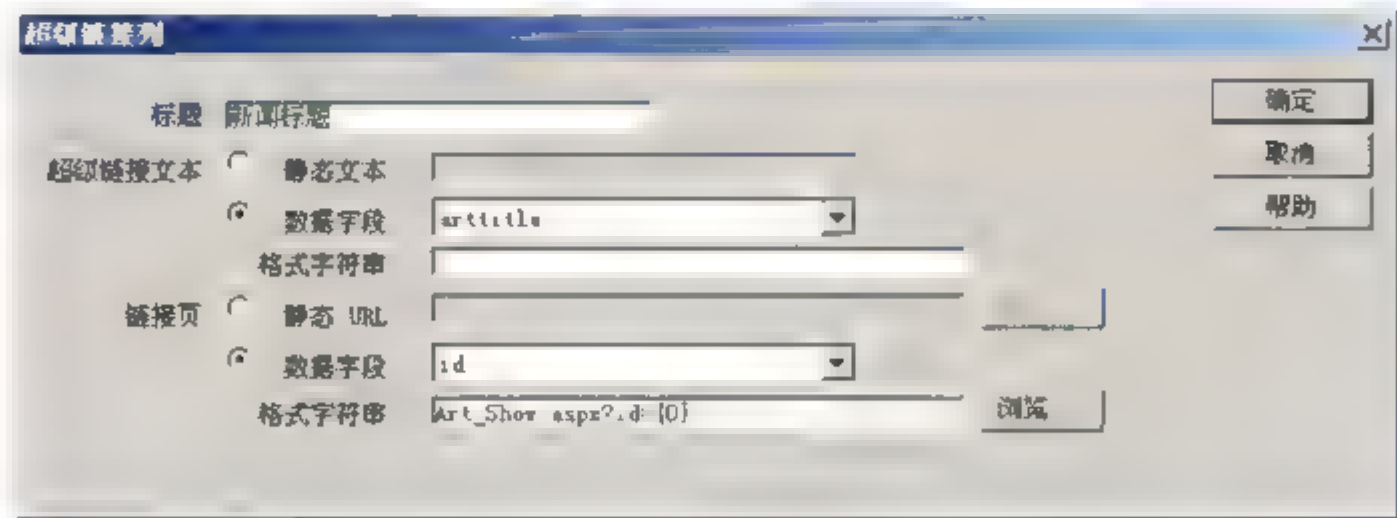 超级链接列
标题 新闻标题
确定
超级链接文本 静态文本
取消
数据字段 arttitle
帮助
格式字符串
链接页 静态 URL
数据字段 id
格式字符串 Art_Show.aspx?id={0} 浏览